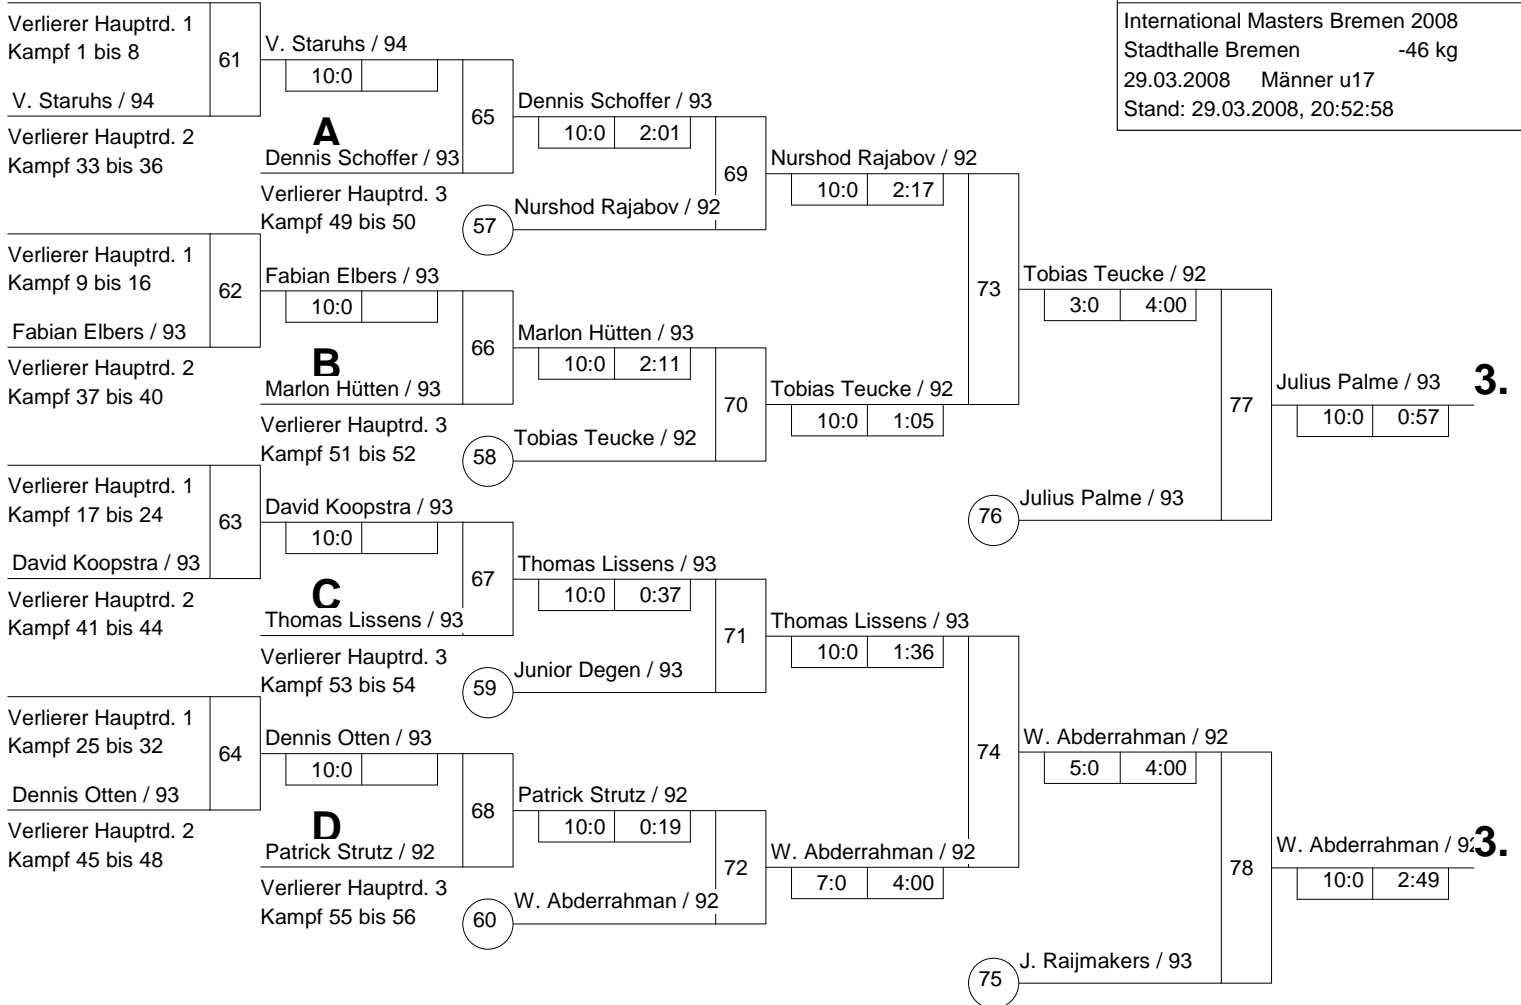 International Masters Bremen 2008
Stadthalle Bremen -46 kg
29.03.2008 Männer u17
Stand: 29.03.2008, 20:52:58
Verlierer Hauptrd. 1
Kampf 1 bis 8
61
V. Staruhs / 94
Verlierer Hauptrd. 2
Kampf 33 bis 36
V. Staruhs / 94
10:0
A
65
Dennis Schoffer / 93
Verlierer Hauptrd. 3
Kampf 49 bis 50
Dennis Schoffer / 93
10:0 2:01
69
57
Nurshod Rajabov / 92
Nurshod Rajabov / 92
10:0 2:17
Verlierer Hauptrd. 1
Kampf 9 bis 16
62
Fabian Elbers / 93
Verlierer Hauptrd. 2
Kampf 37 bis 40
Fabian Elbers / 93
10:0
B
66
Marlon Hütten / 93
Verlierer Hauptrd. 3
Kampf 51 bis 52
Marlon Hütten / 93
10:0 2:11
70
58
Tobias Teucke / 92
Tobias Teucke / 92
10:0 1:05
73
Tobias Teucke / 92
3:0 4:00
77
76
Julius Palme / 93
Julius Palme / 93
3.
10:0 0:57
Verlierer Hauptrd. 1
Kampf 17 bis 24
63
David Koopstra / 93
Verlierer Hauptrd. 2
Kampf 41 bis 44
David Koopstra / 93
10:0
C
67
Thomas Lissens / 93
Verlierer Hauptrd. 3
Kampf 53 bis 54
Thomas Lissens / 93
10:0 0:37
71
59
Junior Degen / 93
Thomas Lissens / 93
10:0 1:36
Verlierer Hauptrd. 1
Kampf 25 bis 32
64
Dennis Otten / 93
Verlierer Hauptrd. 2
Kampf 45 bis 48
Dennis Otten / 93
10:0
D
68
Patrick Strutz / 92
Verlierer Hauptrd. 3
Kampf 55 bis 56
Patrick Strutz / 92
10:0 0:19
72
60
W. Abderrahman / 92
W. Abderrahman / 92
7:0 4:00
74
W. Abderrahman / 92
5:0 4:00
78
75
J. Raijmakers / 93
W. Abderrahman / 92
3.
10:0 2:49